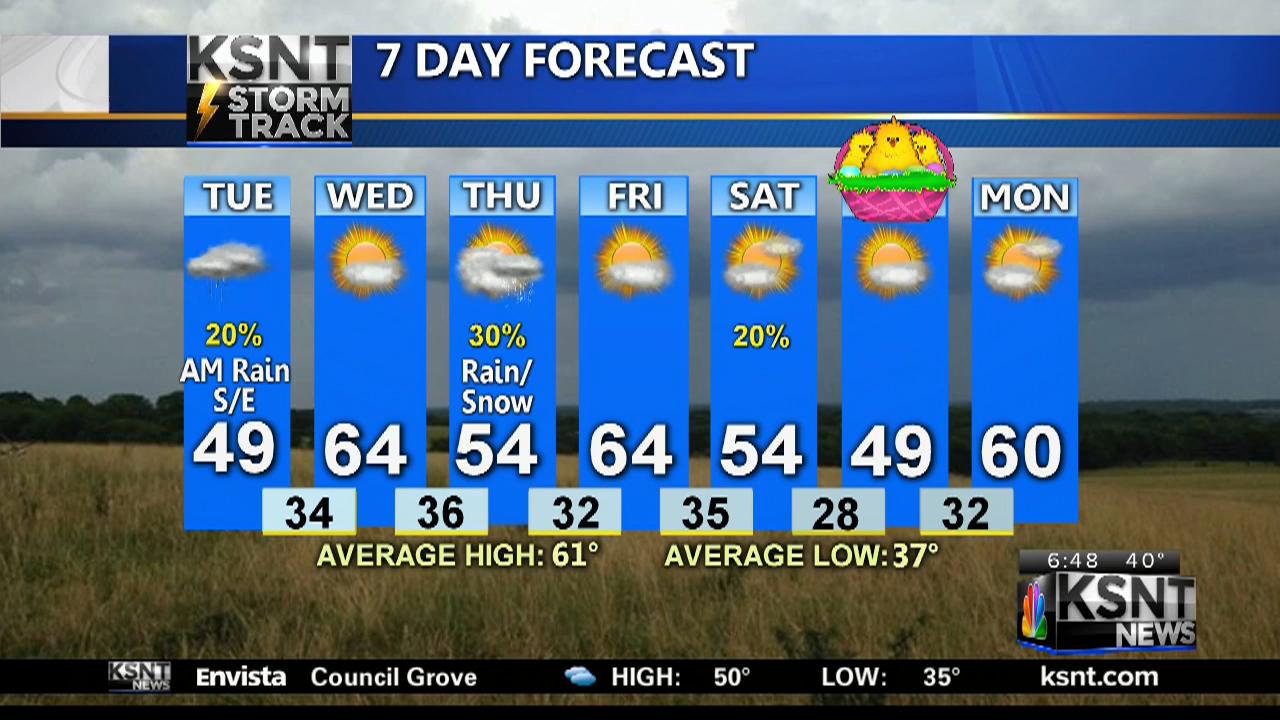 KSNT
STORM
TRACK
7 DAY FORECAST
TUE WED THU FRI SAT MON
20% 30% 20%
AM Rain Rain/
S/E Snow
49 64 54 64 54 49 60
34 36 32 35 28 32
AVERAGE HIGH: 61° AVERAGE LOW: 37°
6:48 40°
KSNT
NEWS
KSNT
NEWS
Envista Council Grove HIGH: 50° LOW: 35° ksnt.com